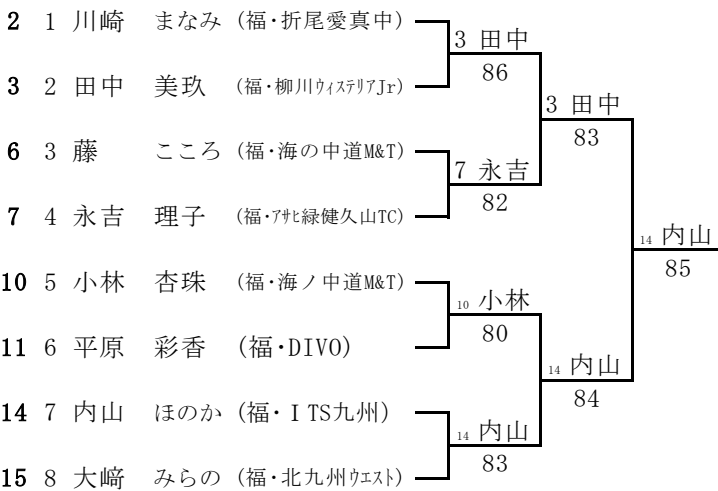 2 1 川崎 まなみ (福・折尾愛真中)
3 田中
86
3 2 田中 美玖 (福・柳川ウィステリアJr)
3 田中
83
6 3 藤 こころ (福・海の中道M&T)
7 永吉
82
7 4 永吉 理子 (福・アサヒ緑健久山TC)
14 内山
85
10 5 小林 杏珠 (福・海ノ中道M&T)
10 小林
80
11 6 平原 彩香 (福・DIVO)
14 内山
84
14 7 内山 ほのか (福・ITS九州)
14 内山
83
15 8 大﨑 みらの (福・北九州ウエスト)